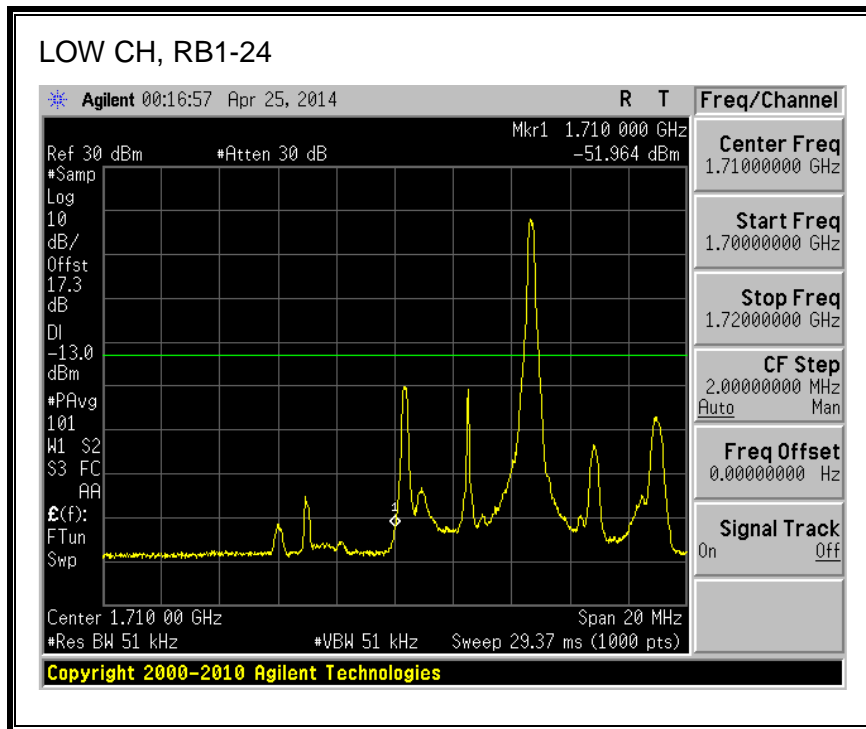 LOW CH, RB1-24
Agilent 00:16:57 Apr 25, 2014 R T
Mkr1 1.710 000 GHz
Ref 30 dBm #Atten 30 dB -51.964 dBm
#Samp
Log
10
dB/
Offst
17.3
dB
DI
-13.0
dBm
#PAvg
101
W1 S2
S3 FC
AA
£(f):
FTun
Swp
1
Center 1.710 00 GHz Span 20 MHz
#Res BW 51 kHz #VBW 51 kHz Sweep 29.37 ms (1000 pts)
Copyright 2000-2010 Agilent Technologies
Freq/Channel
Center Freq
1.71000000 GHz
Start Freq
1.70000000 GHz
Stop Freq
1.72000000 GHz
CF Step
2.00000000 MHz
Auto Man
Freq Offset
0.00000000 Hz
Signal Track
On Off